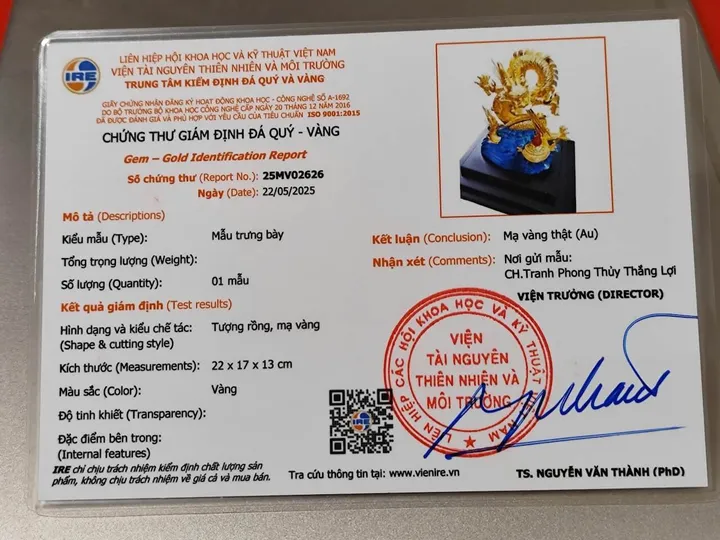 IRE
LIÊN HIỆP HỘI KHOA HỌC VÀ KỸ THUẬT VIỆT NAM
VIỆN TÀI NGUYÊN THIÊN NHIÊN VÀ MÔI TRƯỜNG
TRUNG TÂM KIỂM ĐỊNH ĐÁ QUÝ VÀ VÀNG
GIẤY CHỨNG NHẬN ĐĂNG KÝ HOẠT ĐỘNG KHOA HỌC - CÔNG NGHỆ SỐ A-1692
DO BỘ TRƯỞNG BỘ KHOA HỌC CÔNG NGHỆ CẤP NGÀY 20 THÁNG 12 NĂM 2016
ĐÃ ĐƯỢC ĐÁNH GIÁ VÀ PHÙ HỢP VỚI YÊU CẦU CỦA TIÊU CHUẨN ISO 9001:2015
CHỨNG THƯ GIÁM ĐỊNH ĐÁ QUÝ - VÀNG
Gem – Gold Identification Report
Số chứng thư (Report No.): 25MV02626
Ngày (Date): 22/05/2025
Mô tả (Descriptions)
Kiểu mẫu (Type): Mẫu trưng bày
Tổng trọng lượng (Weight):
Số lượng (Quantity): 01 mẫu
Kết quả giám định (Test results)
Hình dạng và kiểu chế tác: Tượng rồng, mạ vàng
(Shape & cutting style)
Kích thước (Measurements): 22 x 17 x 13 cm
Màu sắc (Color): Vàng
Độ tinh khiết (Transparency):
Đặc điểm bên trong:
(Internal features)
IRE chỉ chịu trách nhiệm kiểm định chất lượng sản
phẩm, không chịu trách nhiệm về giá cả và mua bán.
Kết luận (Conclusion): Mạ vàng thật (Au)
Nhận xét (Comments): Nơi gửi mẫu:
CH.Tranh Phong Thủy Thắng Lợi
VIỆN TRƯỞNG (DIRECTOR)
LIÊN HIỆP CÁC HỘI KHOA HỌC VÀ KỸ THUẬT VIỆT NAM
VIỆN
TÀI NGUYÊN
THIÊN NHIÊN VÀ
MÔI TRƯỜNG
IRE
Tra cứu thông tin tại: www.vienire.vn
TS. NGUYỄN VĂN THÀNH (PhD)